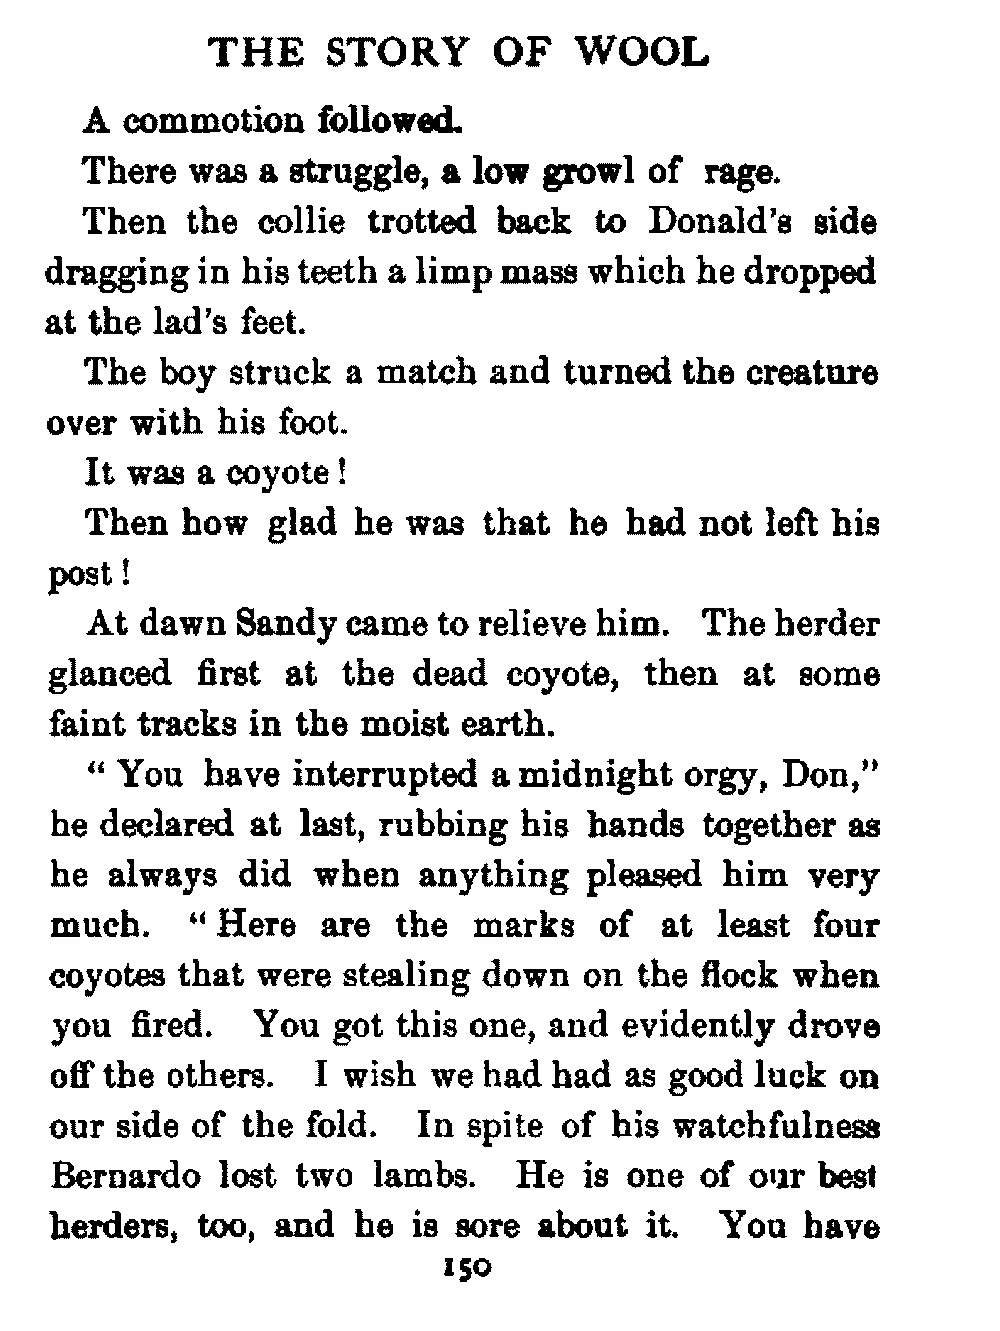 THE STORY OF WOOL
A commotion followed.
There was a struggle, a low growl of rage.
Then the collie trotted back to Donald's side
dragging in his teeth a limp mass which he dropped
at the lad's feet.
The boy struck a match and turned the creature
over with his foot.
It was a coyote!
Then how glad he was that he had not left his
post!
At dawn Sandy came to relieve him. The herder
glanced first at the dead coyote, then at some
faint tracks in the moist earth.
"You have interrupted a midnight orgy, Don,"
he declared at last, rubbing his hands together as
he always did when anything pleased him very
much. "Here are the marks of at least four
coyotes that were stealing down on the flock when
you fired. You got this one, and evidently drove
off the others. I wish we had had as good luck on
our side of the fold. In spite of his watchfulness
Bernardo lost two lambs. He is one of our best
herders, too, and he is sore about it. You have
150